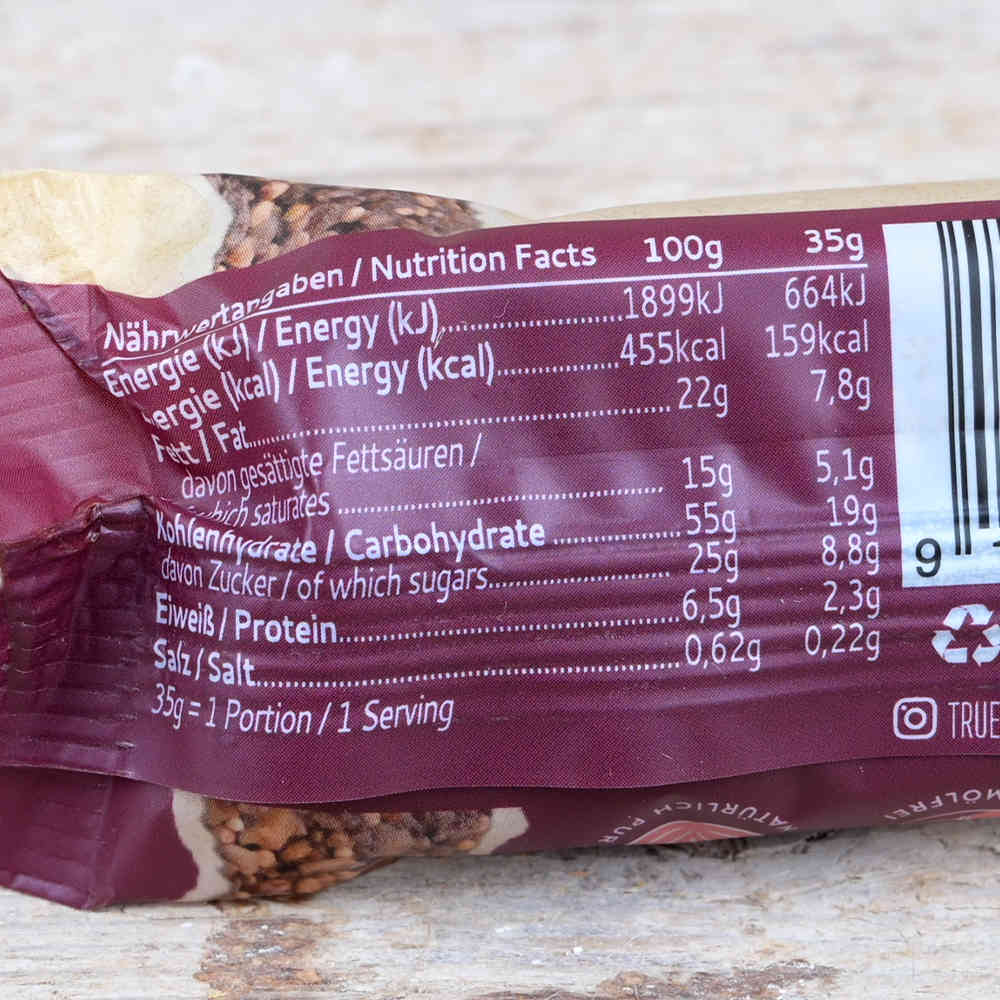 Nährwertangaben / Nutrition Facts 100g 35g
Energie (kJ) / Energy (kJ) 1899kJ 664kJ
Energie (kcal) / Energy (kcal) 455kcal 159kcal
Fett / Fat 22g 7,8g
davon gesättigte Fettsäuren /
of which saturates 15g 5,1g
Kohlenhydrate / Carbohydrate 55g 19g
davon Zucker / of which sugars 25g 8,8g
Eiweiß / Protein 6,5g 2,3g
Salz / Salt 0,62g 0,22g
35g = 1 Portion / 1 Serving
9
TRUE
NATÜRLICH PUR